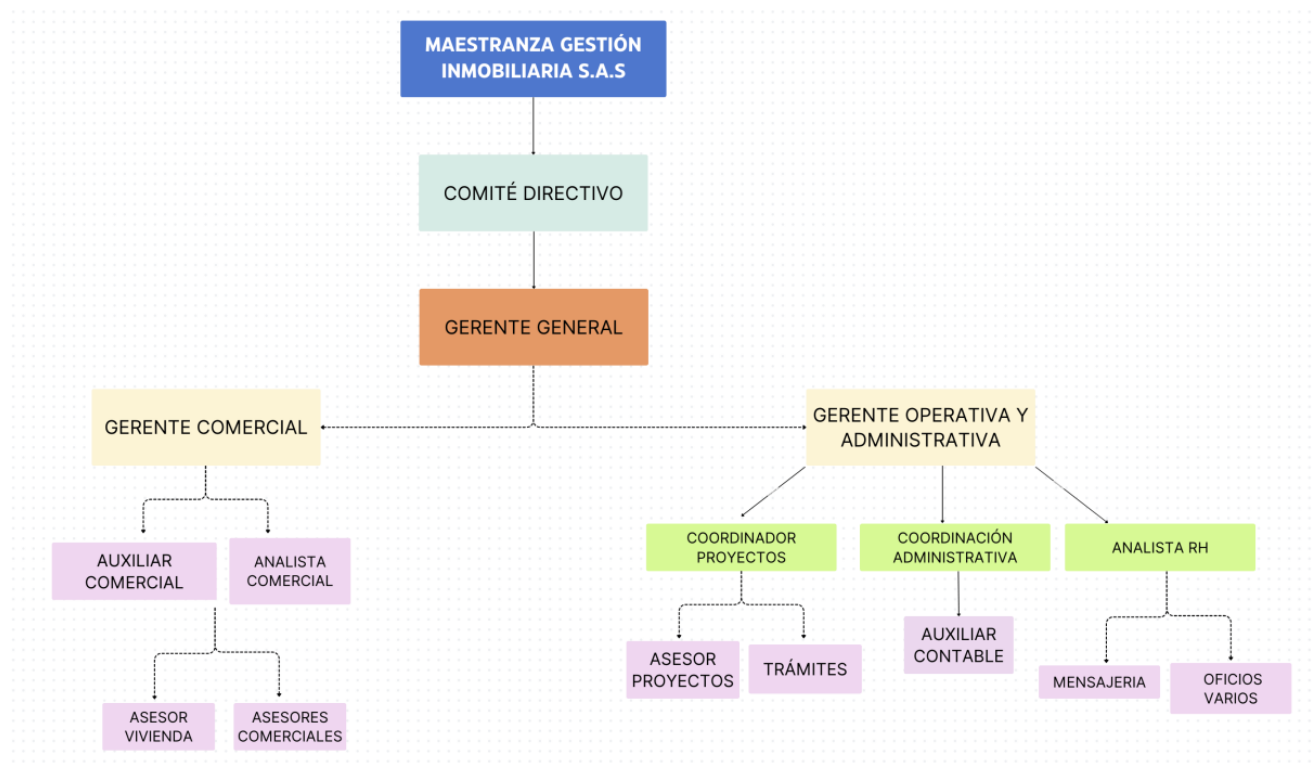 MAESTRANZA GESTIÓN
INMOBILIARIA S.A.S
COMITÉ DIRECTIVO
GERENTE GENERAL
GERENTE COMERCIAL
GERENTE OPERATIVA Y
ADMINISTRATIVA
AUXILIAR
COMERCIAL
ANALISTA
COMERCIAL
COORDINADOR
PROYECTOS
COORDINACIÓN
ADMINISTRATIVA
ANALISTA RH
ASESOR
PROYECTOS
TRÁMITES
AUXILIAR
CONTABLE
MENSAJERIA
OFICIOS
VARIOS
ASESOR
VIVIENDA
ASESORES
COMERCIALES